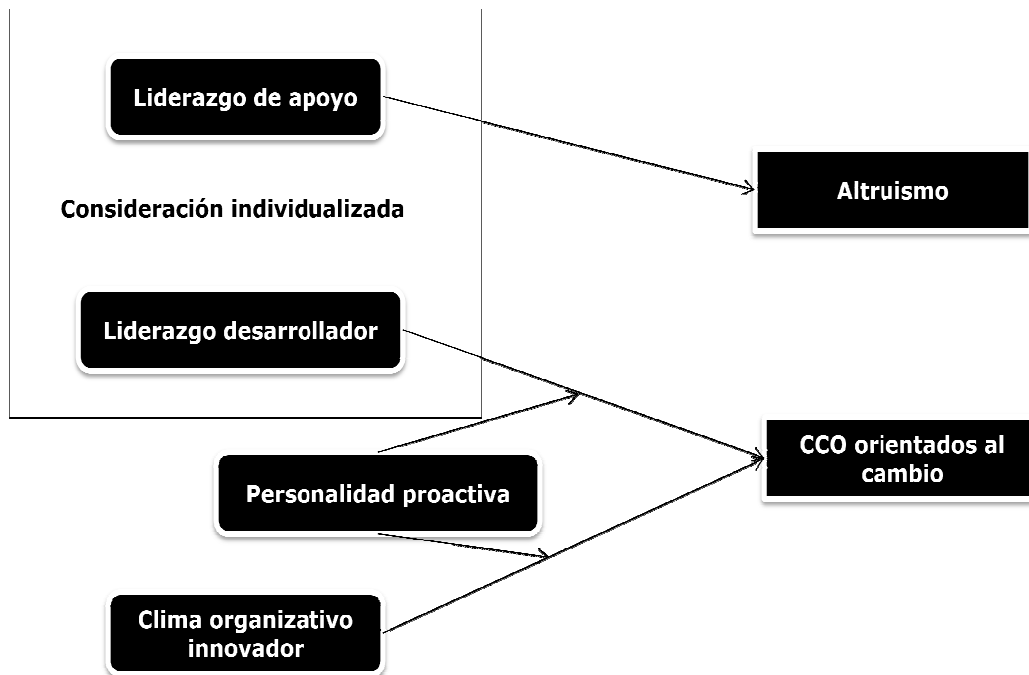 Liderazgo de apoyo
Altruismo
Consideración individualizada
Liderazgo desarrollador
CCO orientados al
cambio
Personalidad proactiva
Clima organizativo
innovador